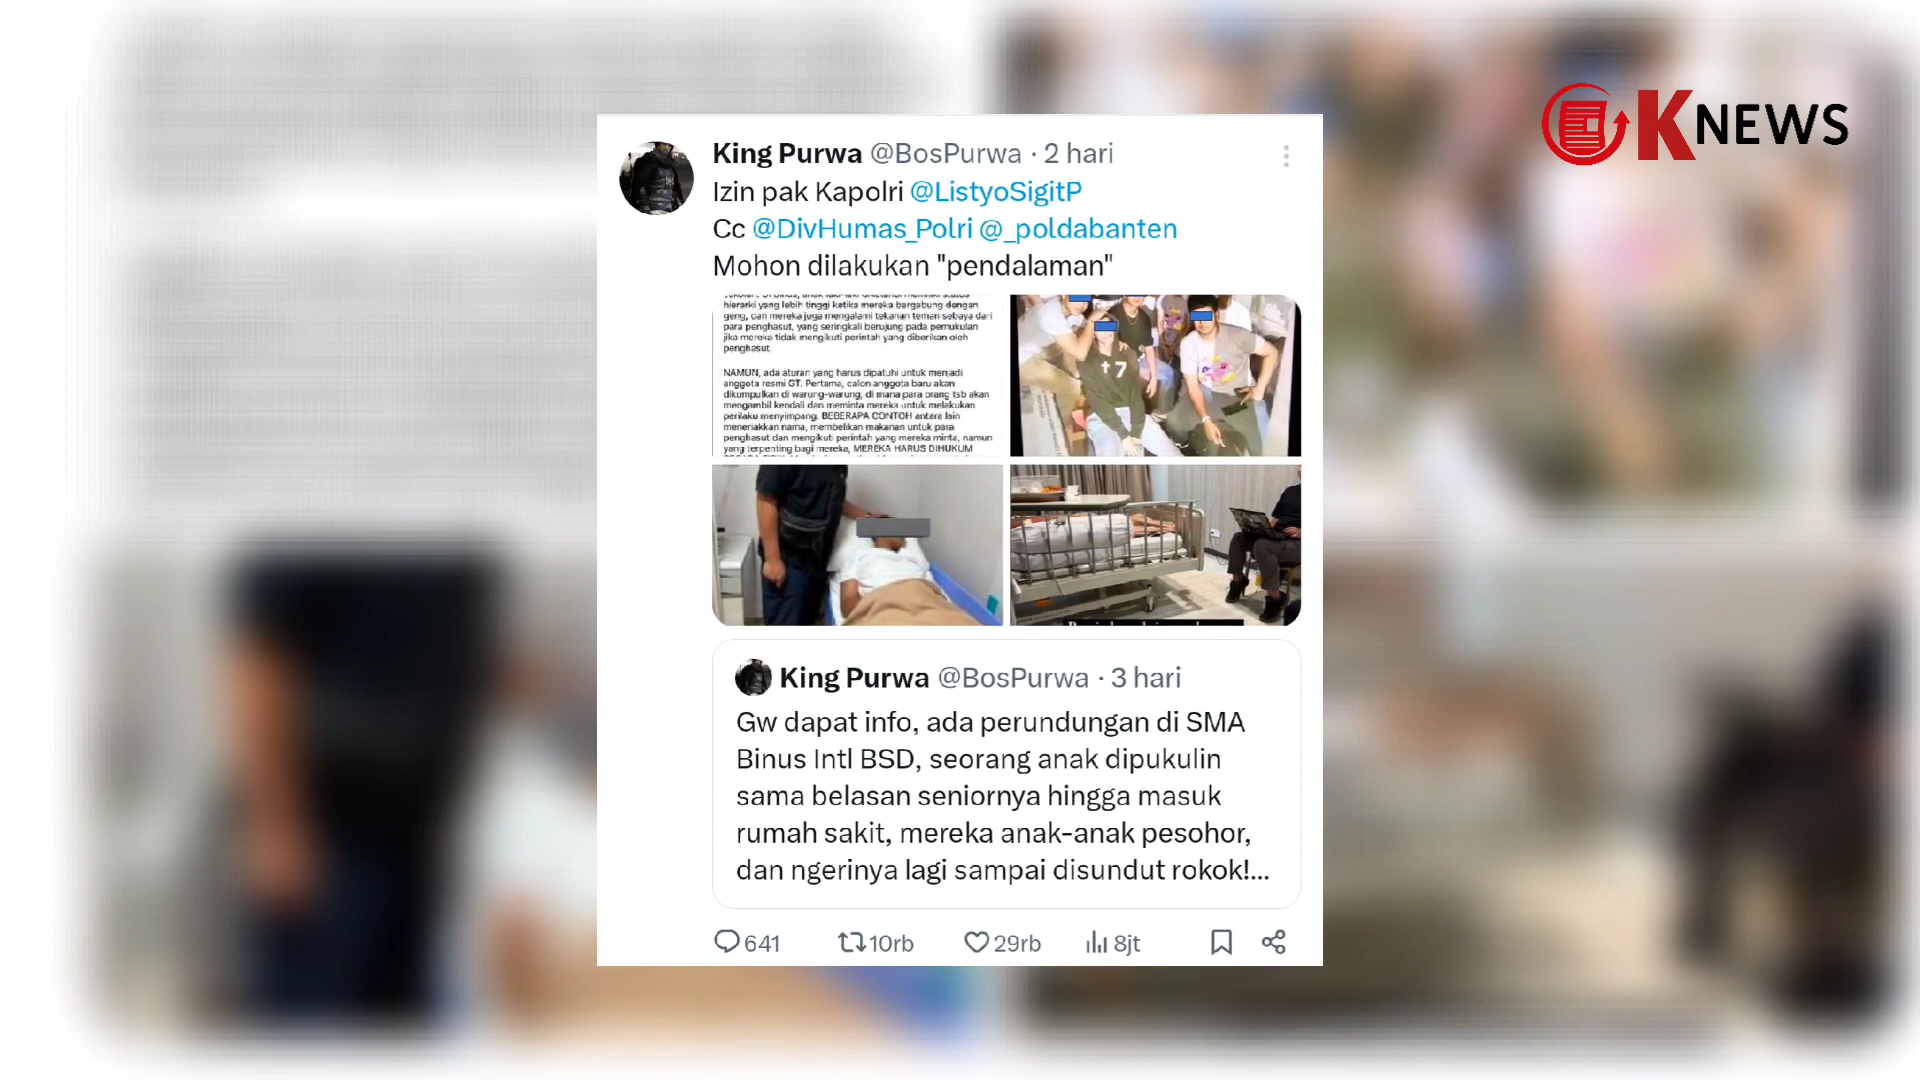 KNEWS
King Purwa @BosPurwa · 2 hari
Izin pak Kapolri @ListyoSigitP
Cc @DivHumas_Polri @_poldabanten
Mohon dilakukan "pendalaman"
hierarki yang lebih tinggi ketika mereka bergabung dengan
geng, dan mereka juga mengalami tekanan teman sebaya dari
para penghasut, yang seringkali berujung pada pemukulan
jika mereka tidak mengikuti perintah yang diberikan oleh
penghasut.
NAMUN, ada aturan yang harus dipatuhi untuk menjadi
anggota resmi GT. Pertama, calon anggota baru akan
dikumpulkan di warung-warung, di mana para orang tsb akan
mengambil kendali dan meminta mereka untuk melakukan
perilaku menyimpang. BEBERAPA CONTOH antara lain
meneriakkan nama, membelikan makanan untuk para
penghasut dan mengikuti perintah yang mereka minta, namun
yang terpenting bagi mereka, MEREKA HARUS DIHUKUM
†7
King Purwa @BosPurwa · 3 hari
Gw dapat info, ada perundungan di SMA
Binus Intl BSD, seorang anak dipukulin
sama belasan seniornya hingga masuk
rumah sakit, mereka anak-anak pesohor,
dan ngerinya lagi sampai disundut rokok!...
641 10rb 29rb 8jt